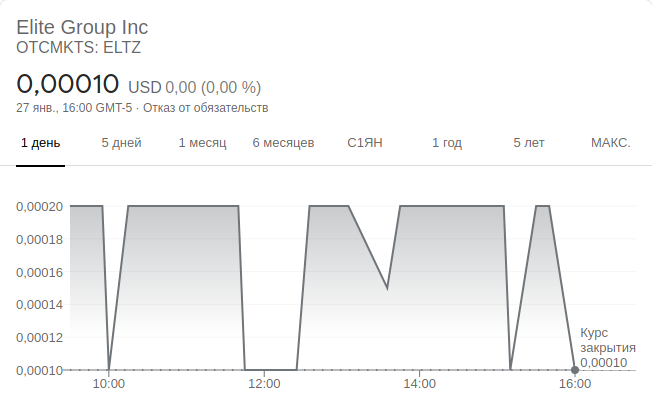 Elite Group Inc
OTCMKTS: ELTZ
0,00010 USD 0,00 (0,00 %)
27 янв., 16:00 GMT-5 · Отказ от обязательств
1 день 5 дней 1 месяц 6 месяцев С1ЯН 1 год 5 лет МАКС.
0,00020
0,00018
0,00016
0,00014
0,00012
0,00010
Курс
закрытия
0,00010
10:00 12:00 14:00 16:00